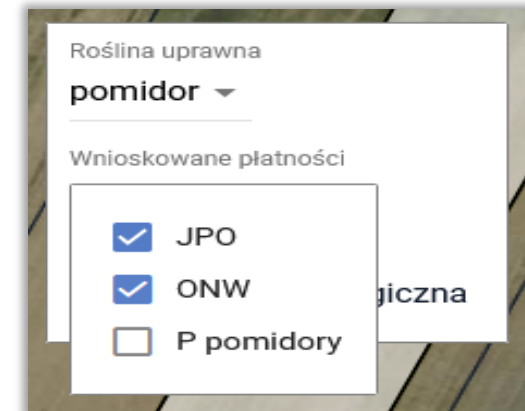 Roślina uprawna
pomidor
Wnioskowane płatności
JPO
ONW
giczna
P pomidory